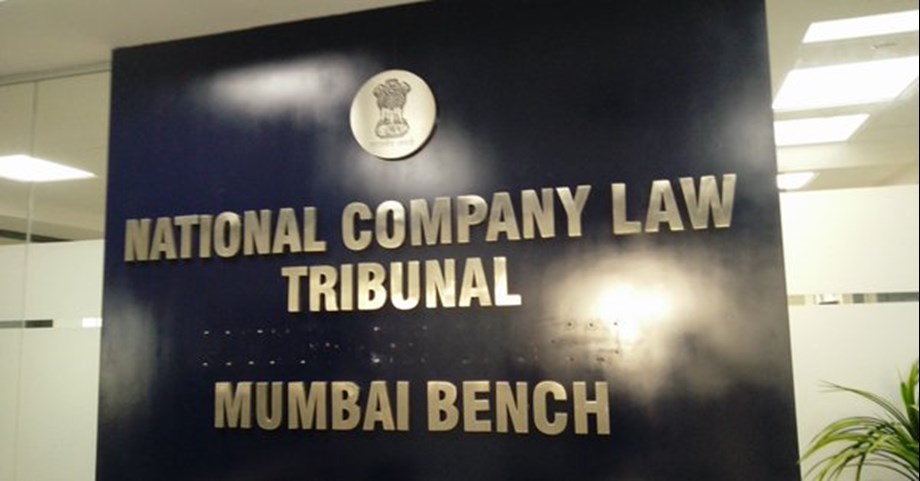 NATIONAL COMPANY LAW
TRIBUNAL
MUMBAI BENCH